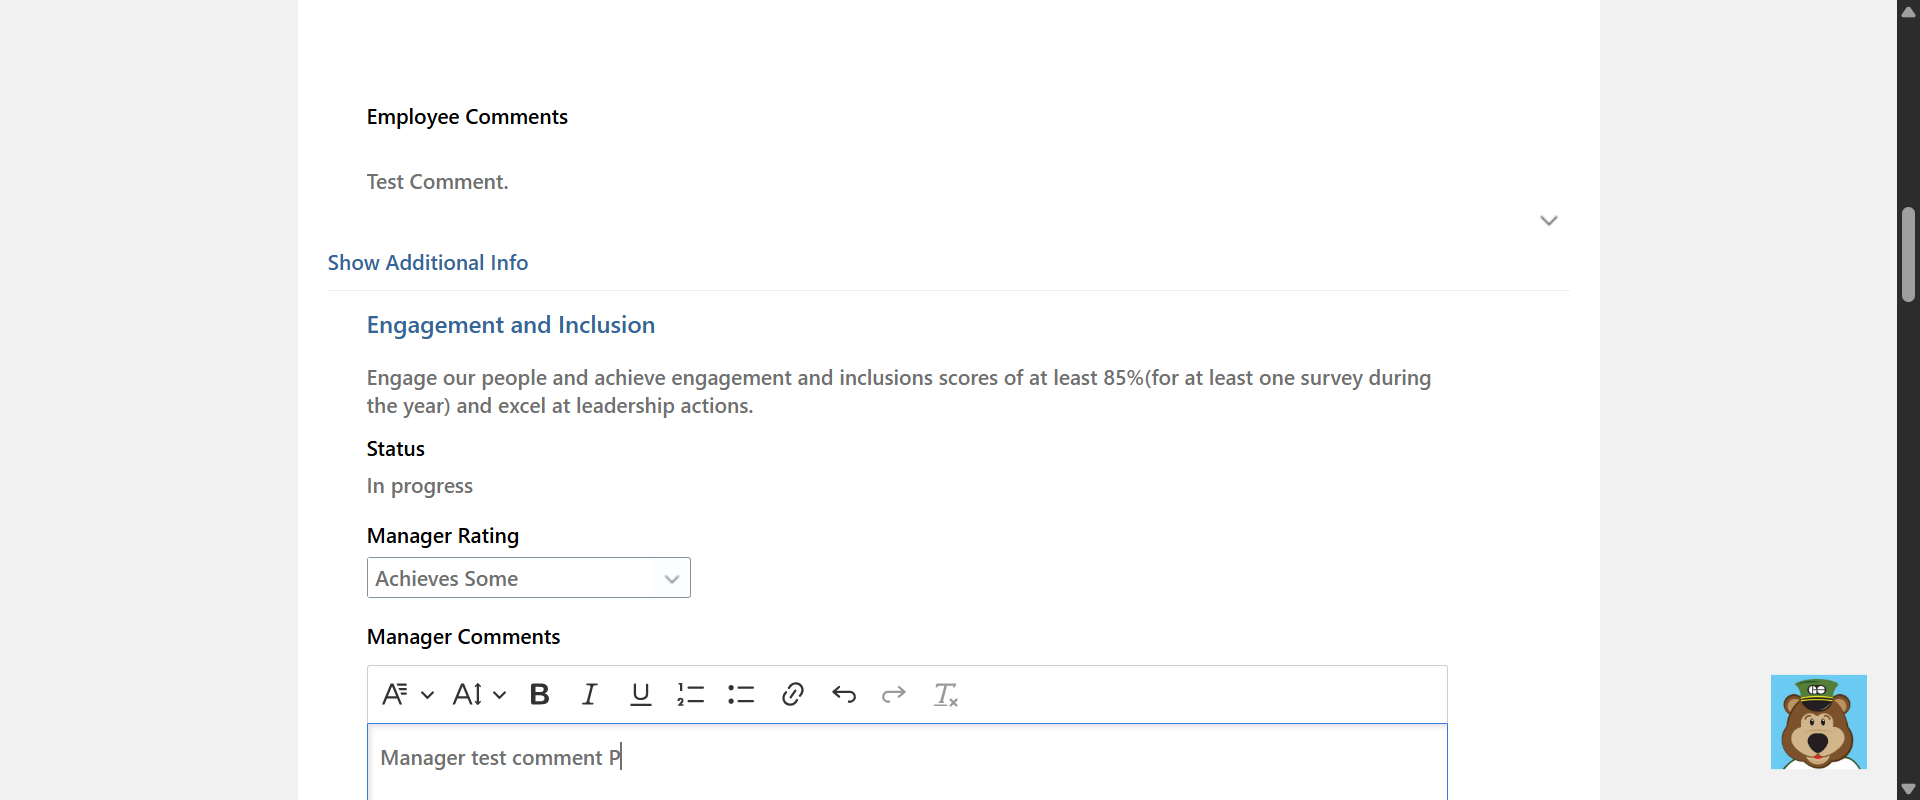 Employee Comments
Test Comment.
Show Additional Info
Engagement and Inclusion
Engage our people and achieve engagement and inclusions scores of at least 85%(for at least one survey during
the year) and excel at leadership actions.
Status
In progress
Manager Rating
Achieves Some
Manager Comments
Manager test comment P